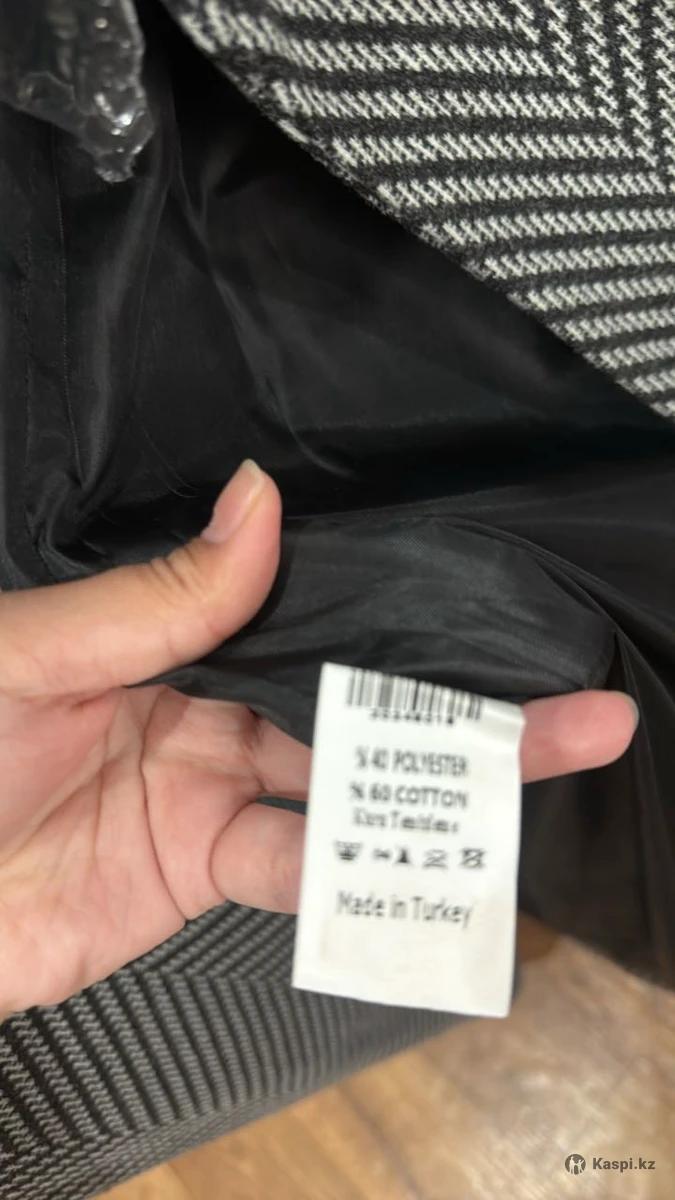 % 40 POLYESTER
% 60 COTTON
Made in Turkey
Kaspi.kz